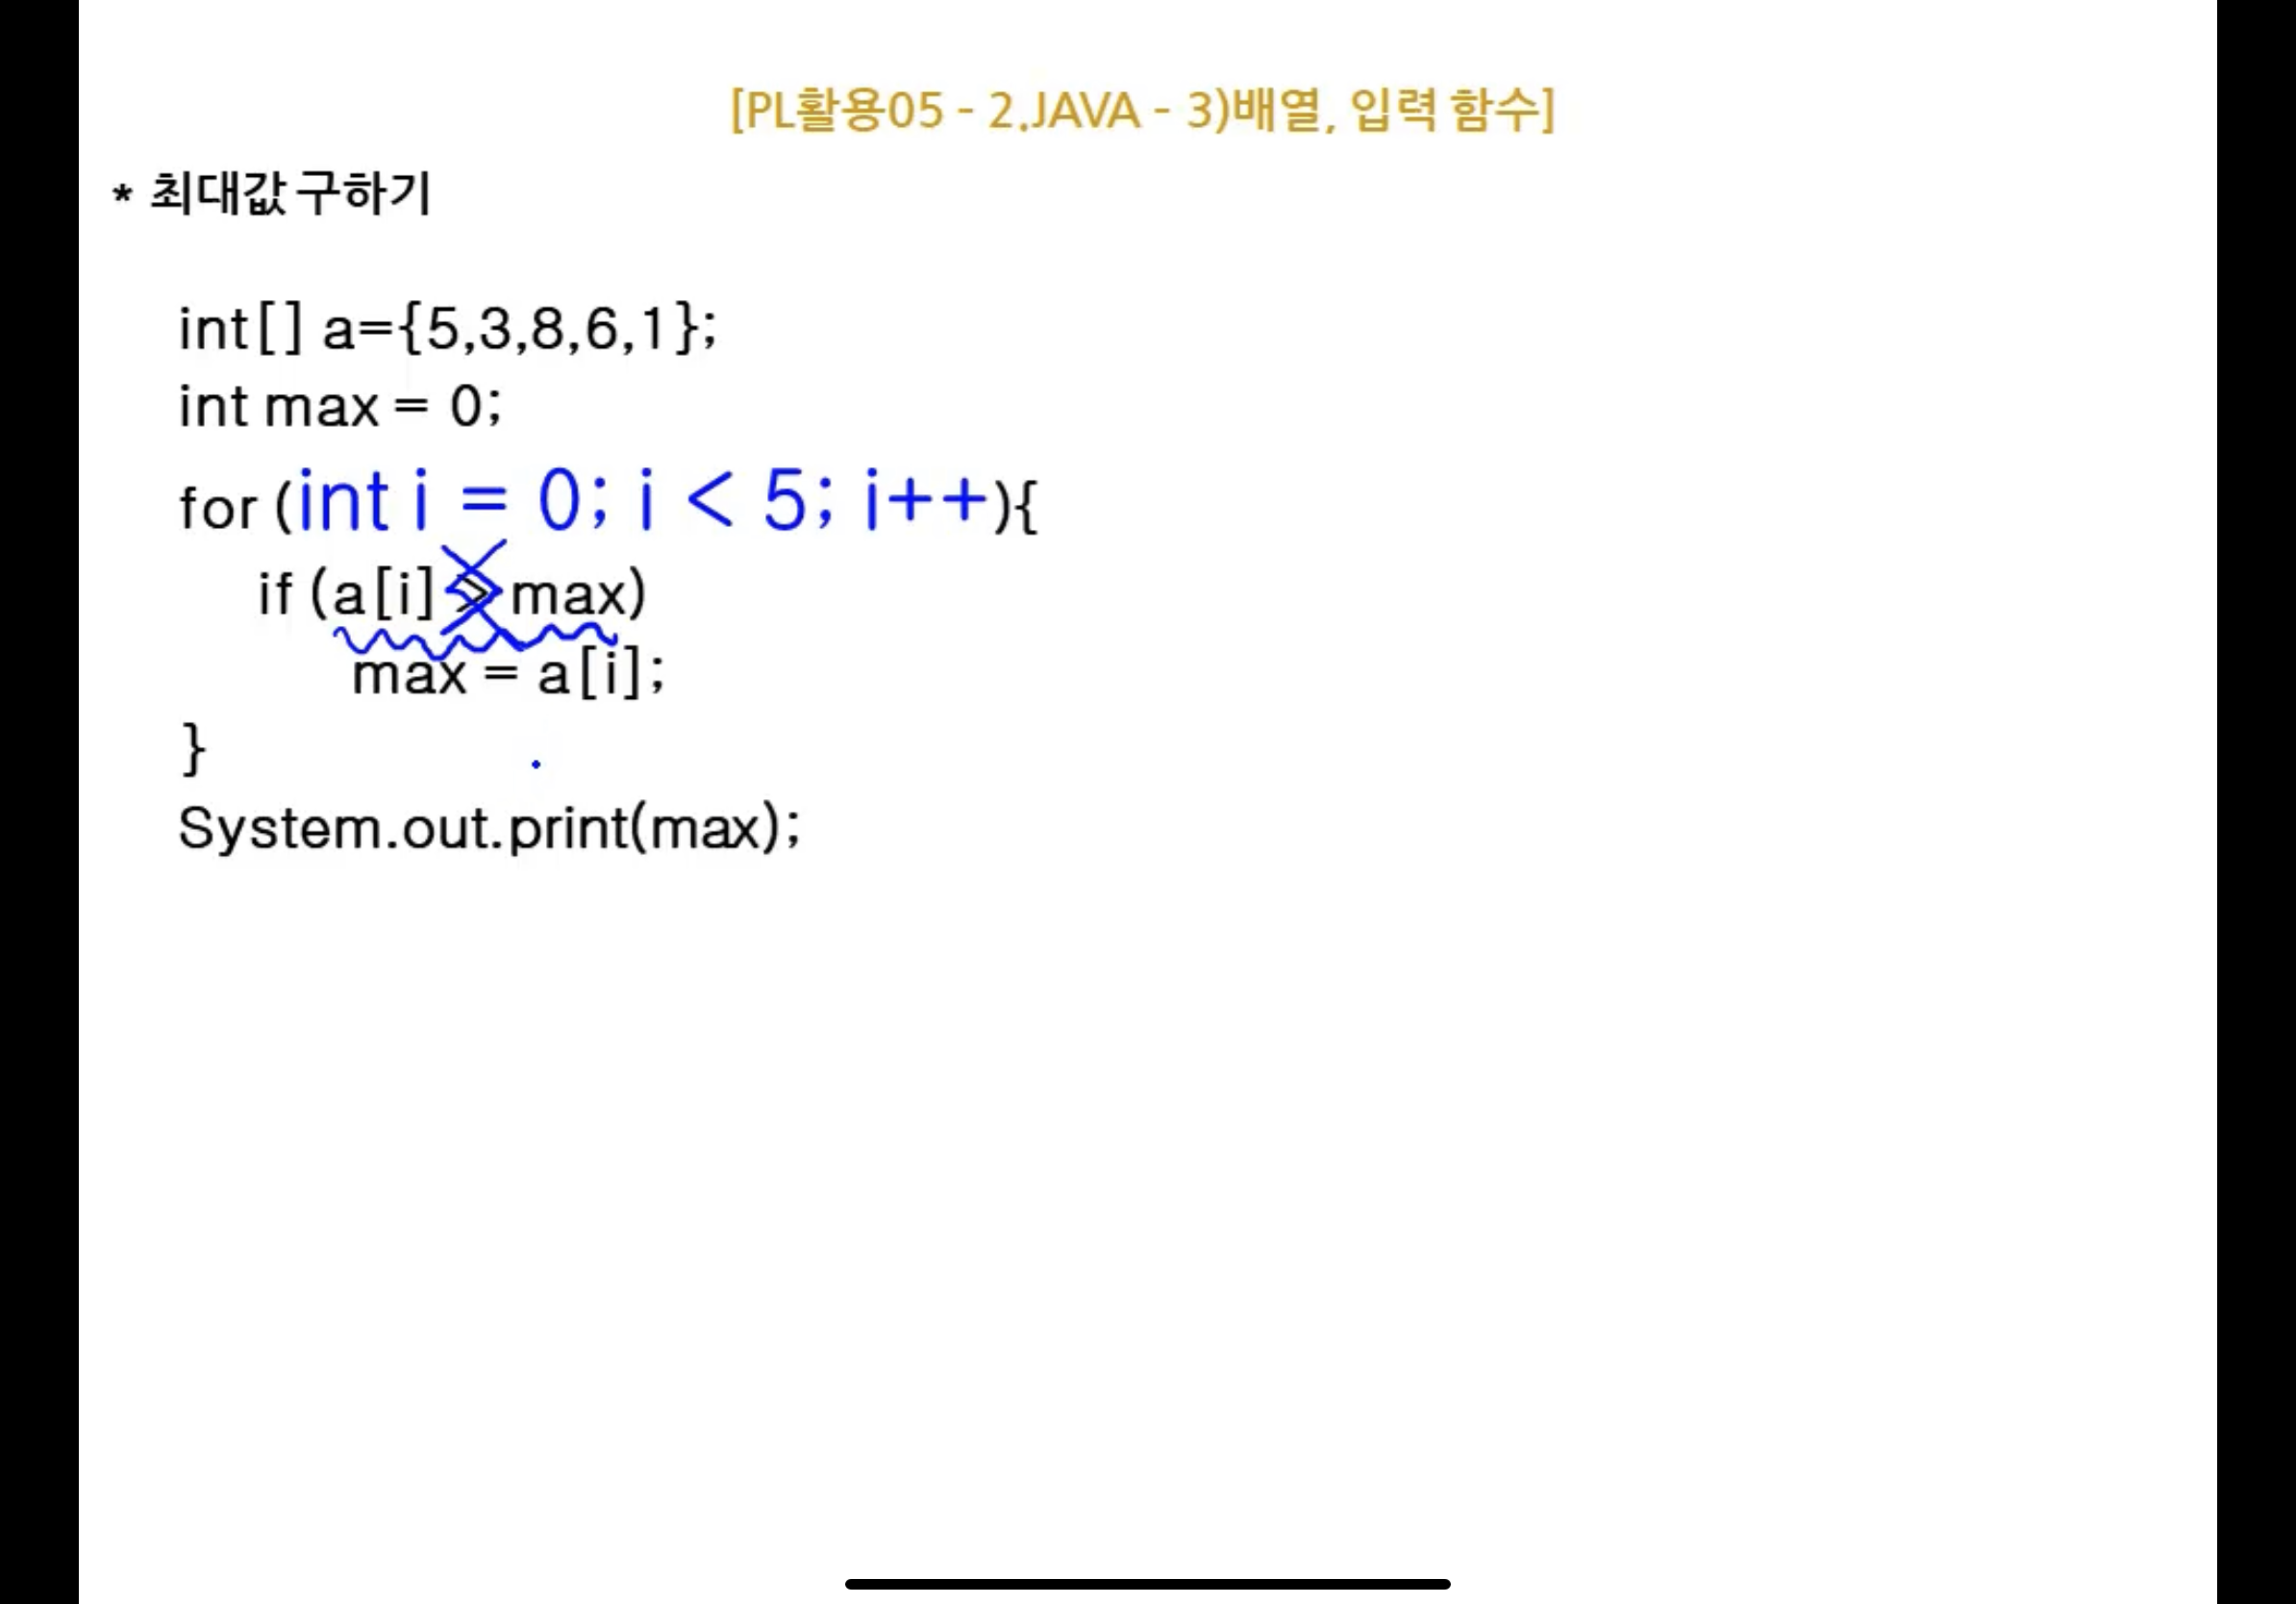 [PL활용05 - 2.JAVA - 3)배열, 입력 함수]
* 최대값 구하기
int[] a={5,3,8,6,1};
int max = 0;
for (int i = 0; i < 5; i++){
if (a[i] > max)
max = a[i];
}
System.out.print(max);